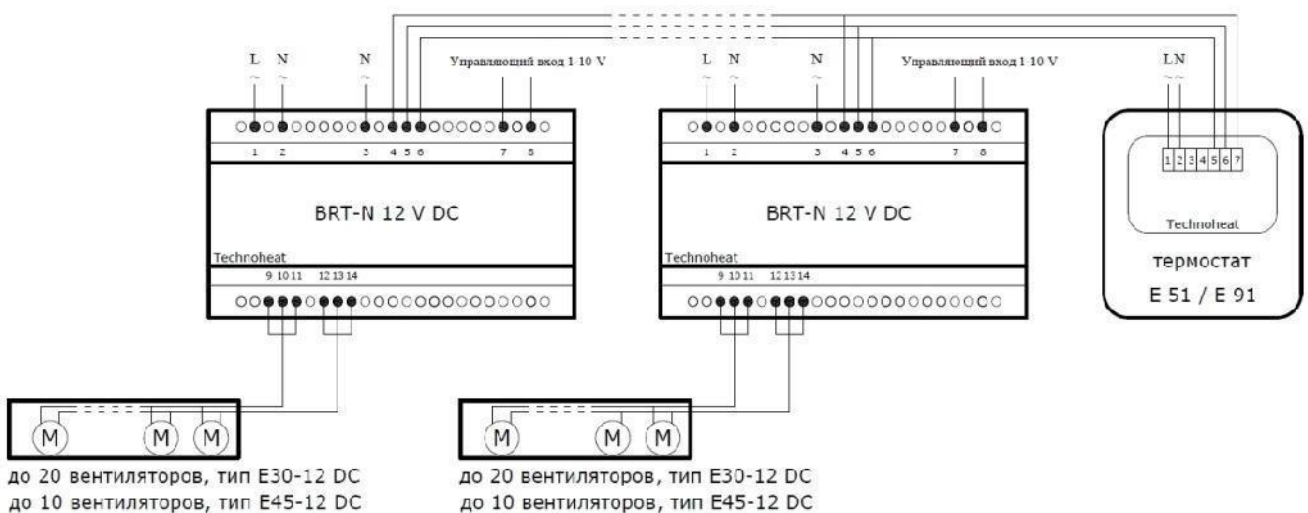 L N N Управляющий вход 1-10 V L N N Управляющий вход 1-10 V L N
~ ~ ~ ~ ~ ~ ~ ~
1 2 3 4 5 6 7 8 1 2 3 4 5 6 7 8 1 2 3 4 5 6 7
BRT-N 12 V DC BRT-N 12 V DC
Technoheat
Technoheat Technoheat
термостат
9 10 11 12 13 14 9 10 11 12 13 14
E 51 / E 91
M M M M M M
до 20 вентиляторов, тип E30-12 DC до 20 вентиляторов, тип E30-12 DC
до 10 вентиляторов, тип E45-12 DC до 10 вентиляторов, тип E45-12 DC